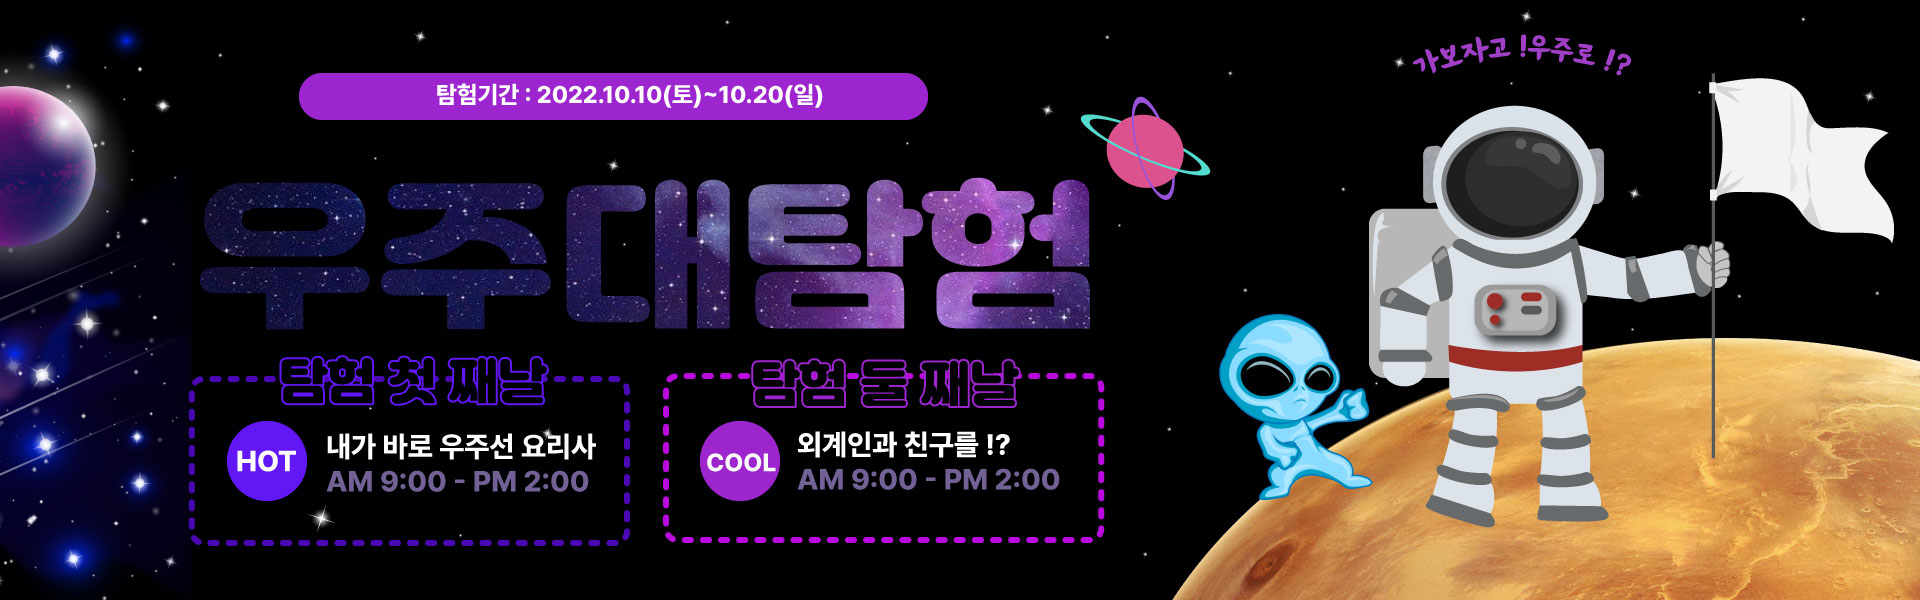 탐험기간 : 2022.10.10(토)~10.20(일)
가보자고 !우주로 !?
우주대탐험
탐험 첫 째날
HOT
내가 바로 우주선 요리사
AM 9:00 - PM 2:00
탐험 둘 째날
COOL
외계인과 친구를 !?
AM 9:00 - PM 2:00